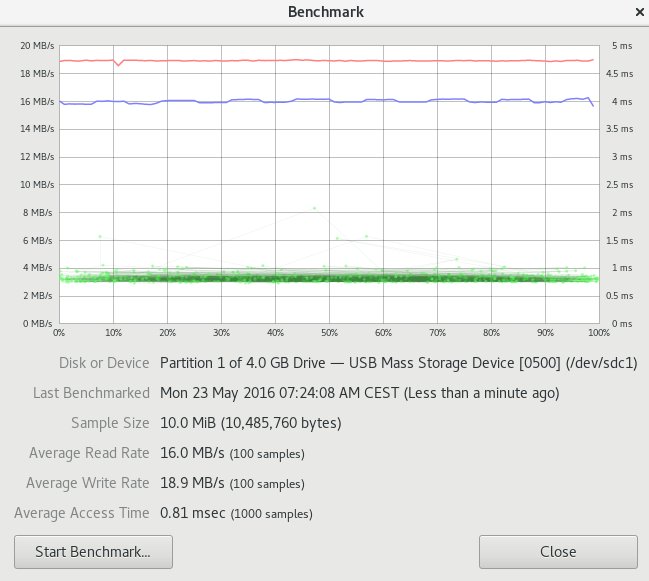 Benchmark ×
20 MB/s 5 ms
18 MB/s 4.5 ms
16 MB/s 4 ms
14 MB/s 3.5 ms
12 MB/s 3 ms
10 MB/s 2.5 ms
8 MB/s 2 ms
6 MB/s 1.5 ms
4 MB/s 1 ms
2 MB/s 0.5 ms
0 MB/s 0 ms
0% 10% 20% 30% 40% 50% 60% 70% 80% 90% 100%
Disk or Device Partition 1 of 4.0 GB Drive — USB Mass Storage Device [0500] (/dev/sdc1)
Last Benchmarked Mon 23 May 2016 07:24:08 AM CEST (Less than a minute ago)
Sample Size 10.0 MiB (10,485,760 bytes)
Average Read Rate 16.0 MB/s (100 samples)
Average Write Rate 18.9 MB/s (100 samples)
Average Access Time 0.81 msec (1000 samples)
Start Benchmark... Close